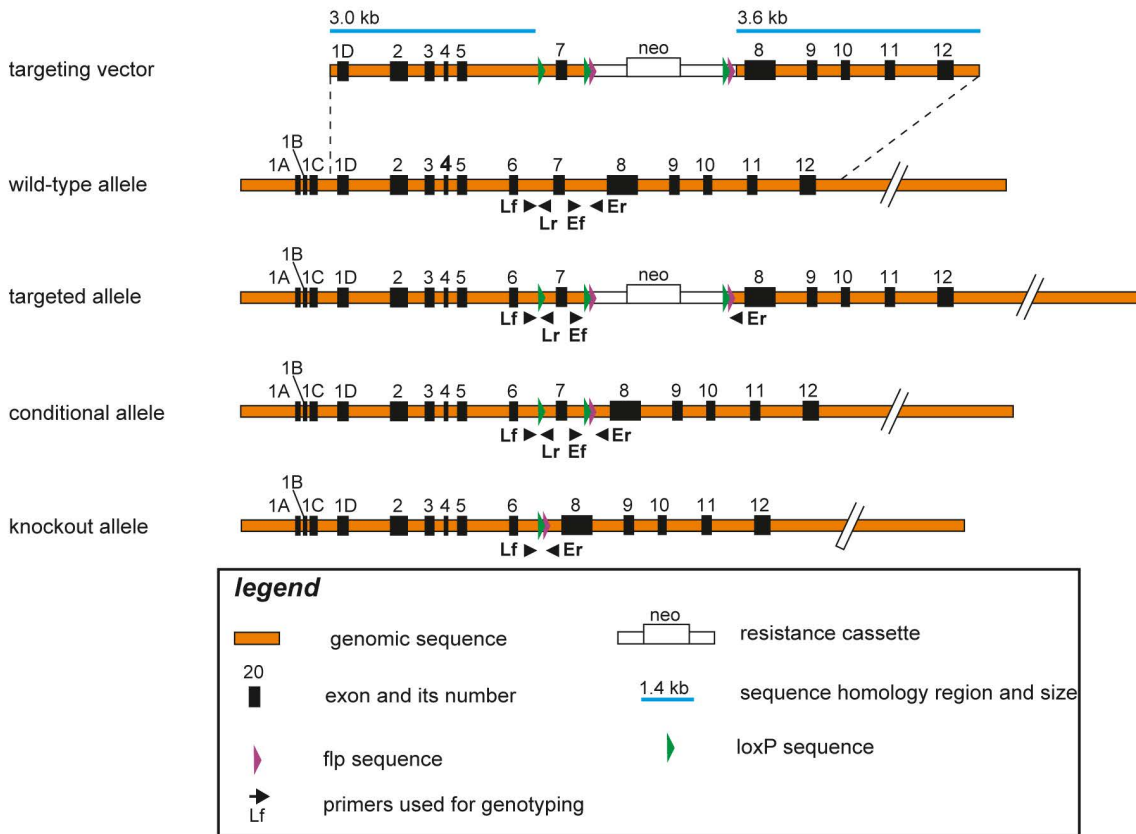 3.0 kb 3.6 kb
1D 2 3 4 5 7 neo 8 9 10 11 12
targeting vector
1B
1A 1C 1D 2 3 4 5 6 7 8 9 10 11 12
wild-type allele
Lf Er
Lr Ef
1B
1A 1C 1D 2 3 4 5 6 7 neo 8 9 10 11 12
targeted allele
Lf Er
Lr Ef
1B
1A 1C 1D 2 3 4 5 6 7 8 9 10 11 12
conditional allele
Lf Er
Lr Ef
1B
1A 1C 1D 2 3 4 5 6 8 9 10 11 12
knockout allele
Lf Er
legend
genomic sequence
20
exon and its number
flp sequence
Lf
primers used for genotyping
neo
resistance cassette
1.4 kb
sequence homology region and size
loxP sequence